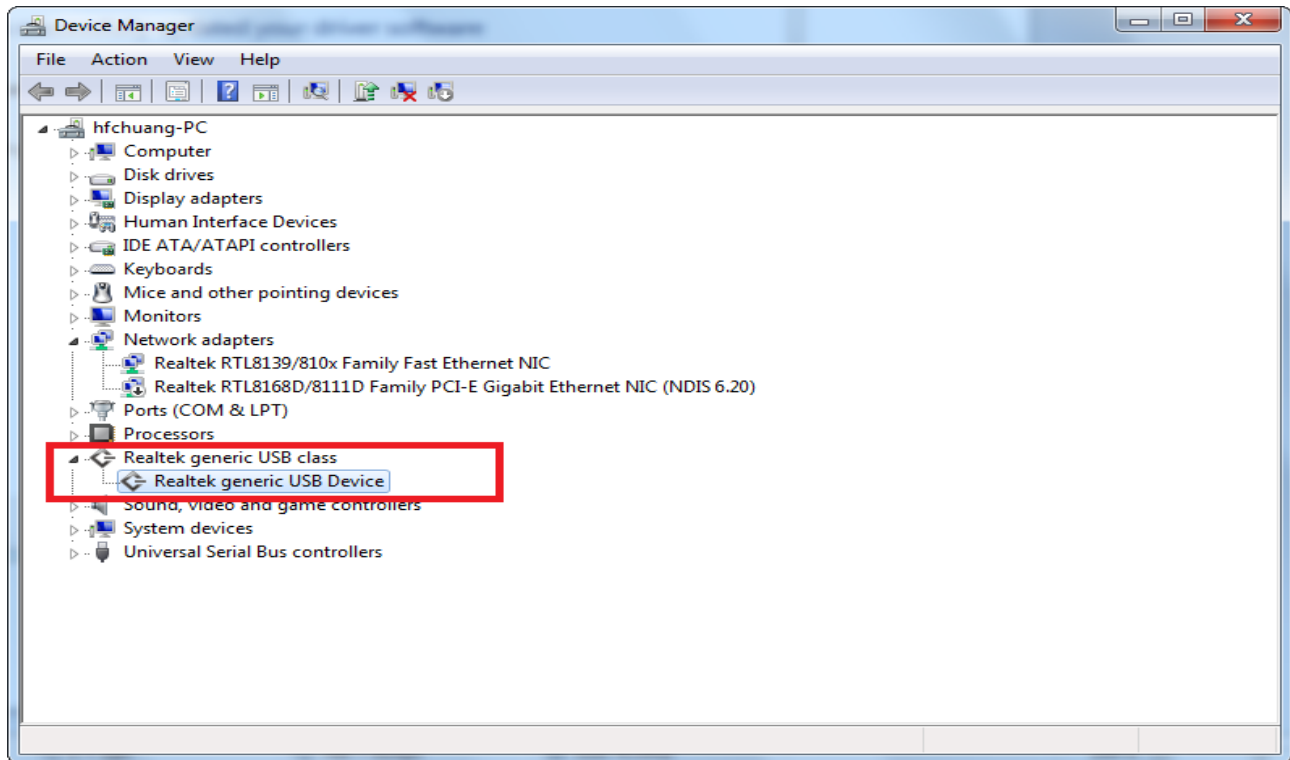 Device Manager
File Action View Help
hfchuang-PC
Computer
Disk drives
Display adapters
Human Interface Devices
IDE ATA/ATAPI controllers
Keyboards
Mice and other pointing devices
Monitors
Network adapters
Realtek RTL8139/810x Family Fast Ethernet NIC
Realtek RTL8168D/8111D Family PCI-E Gigabit Ethernet NIC (NDIS 6.20)
Ports (COM & LPT)
Processors
Realtek generic USB class
Realtek generic USB Device
Sound, video and game controllers
System devices
Universal Serial Bus controllers